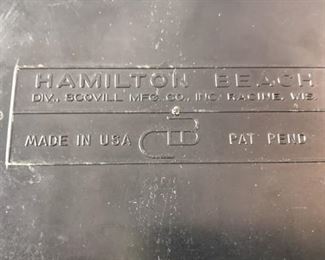 HAMILTON BEACH
DIV., SCOVILL MFG. CO., INC. RACINE, WIS.
MADE IN USA PAT PEND